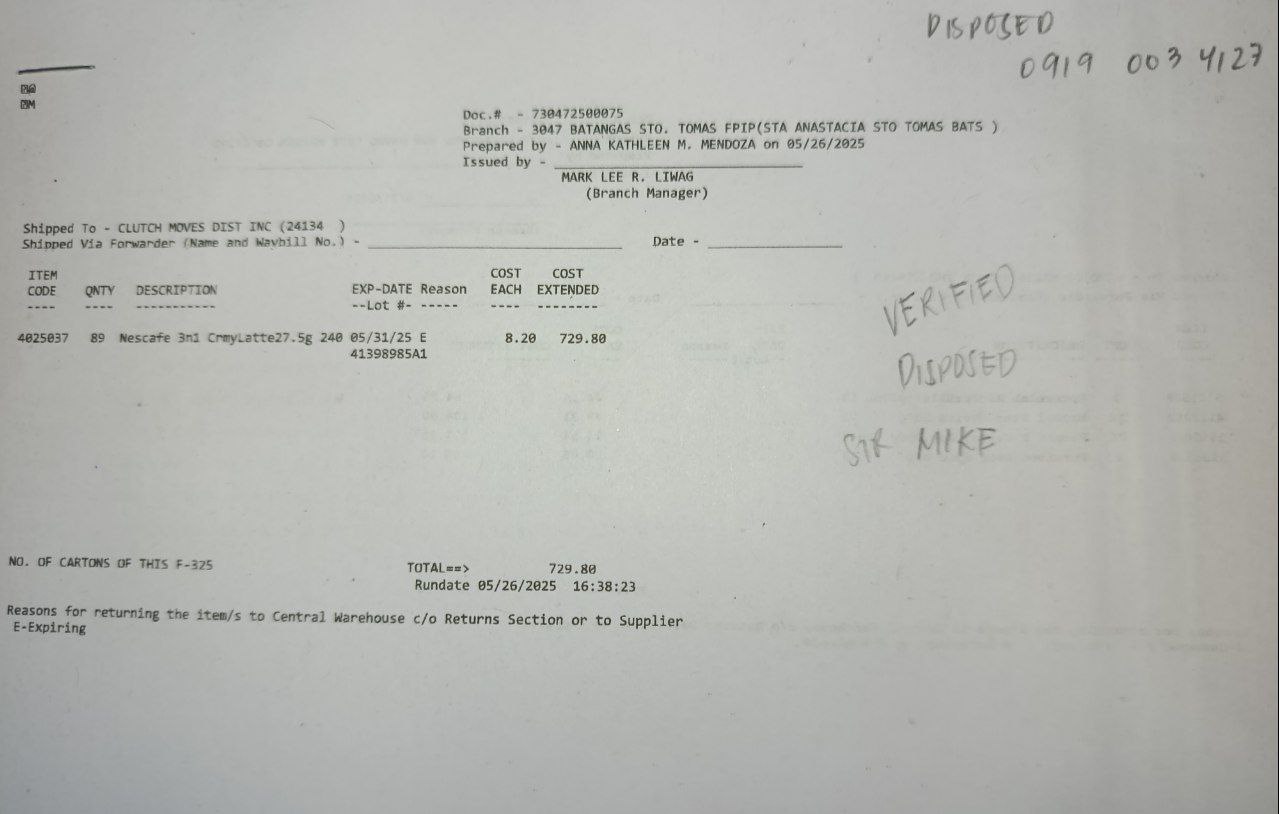 DISPOSED
0919 003 4127
Doc.# - 730472500075
Branch - 3047 BATANGAS STO. TOMAS FPIP(STA ANASTACIA STO TOMAS BATS )
Prepared by - ANNA KATHLEEN M. MENDOZA on 05/26/2025
Issued by -
MARK LEE R. LIWAG
(Branch Manager)
Shipped To - CLUTCH MOVES DIST INC (24134 )
Shipped Via Forwarder (Name and Waybill No.) - Date -
ITEM COST COST
CODE QNTY DESCRIPTION EXP-DATE Reason EACH EXTENDED
---- ---- ----------- --Lot #- ----- ---- --------
4025037 89 Nescafe 3n1 CrmyLatte27.5g 240 05/31/25 E 8.20 729.80
41398985A1
VERIFIED
DISPOSED
SIR MIKE
NO. OF CARTONS OF THIS F-325 TOTAL==> 729.80
Rundate 05/26/2025 16:38:23
Reasons for returning the item/s to Central Warehouse c/o Returns Section or to Supplier
E-Expiring